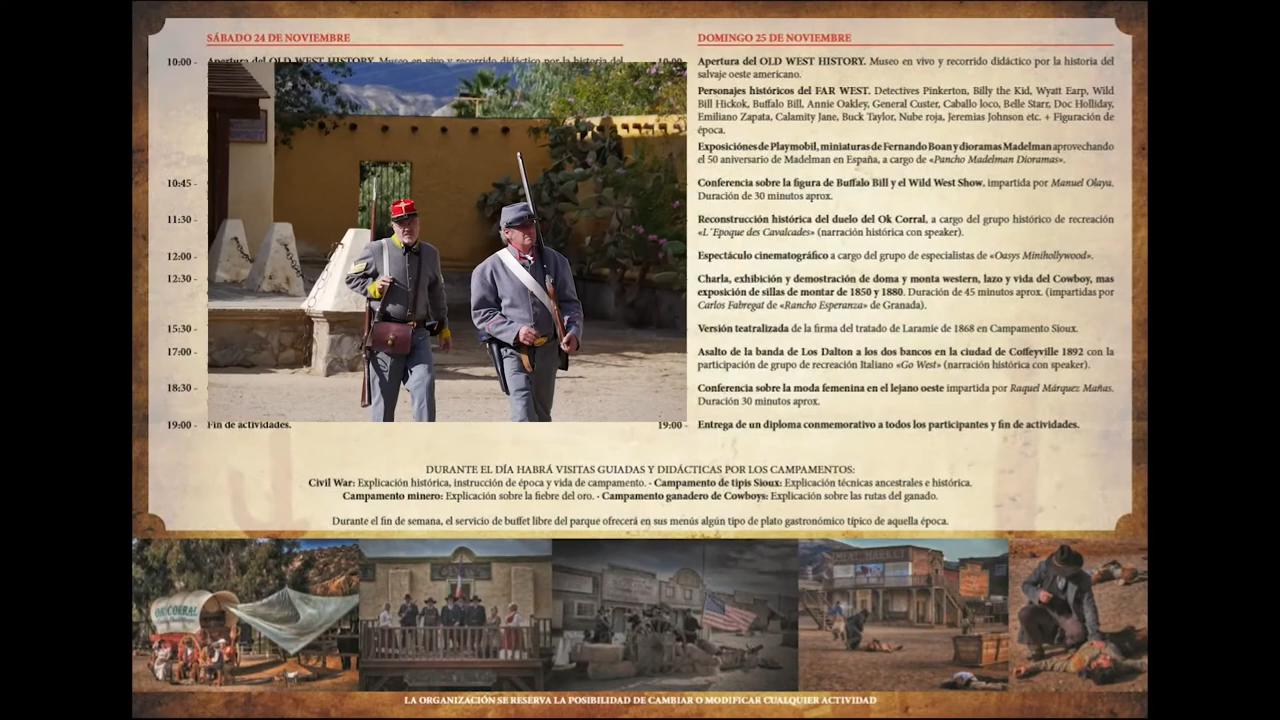 SÁBADO 24 DE NOVIEMBRE
10:00 - Apertura del OLD WEST HISTORY. Museo en vivo y recorrido didáctico por la historia del
10:45 -
11:30 -
12:00 -
12:30 -
15:30 -
17:00 -
18:30 -
19:00 - Fin de actividades.
DOMINGO 25 DE NOVIEMBRE
10:00 - Apertura del OLD WEST HISTORY. Museo en vivo y recorrido didáctico por la historia del
salvaje oeste americano.
Personajes históricos del FAR WEST. Detectives Pinkerton, Billy the Kid, Wyatt Earp, Wild
Bill Hickok, Buffalo Bill, Annie Oakley, General Custer, Caballo loco, Belle Starr, Doc Holliday,
Emiliano Zapata, Calamity Jane, Buck Taylor, Nube roja, Jeremias Johnson etc. + Figuración de
época.
Exposiciónes de Playmobil, miniaturas de Fernando Boan y dioramas Madelman aprovechando
el 50 aniversario de Madelman en España, a cargo de «Pancho Madelman Dioramas».
Conferencia sobre la figura de Buffalo Bill y el Wild West Show, impartida por Manuel Olaya.
Duración de 30 minutos aprox.
Reconstrucción histórica del duelo del Ok Corral, a cargo del grupo histórico de recreación
«L´Epoque des Cavalcades» (narración histórica con speaker).
Espectáculo cinematográfico a cargo del grupo de especialistas de «Oasys Minihollywood».
Charla, exhibición y demostración de doma y monta western, lazo y vida del Cowboy, mas
exposición de sillas de montar de 1850 y 1880. Duración de 45 minutos aprox. (impartidas por
Carlos Fabregat de «Rancho Esperanza» de Granada).
Versión teatralizada de la firma del tratado de Laramie de 1868 en Campamento Sioux.
Asalto de la banda de Los Dalton a los dos bancos en la ciudad de Coffeyville 1892 con la
participación de grupo de recreación Italiano «Go West» (narración histórica con speaker).
Conferencia sobre la moda femenina en el lejano oeste impartida por Raquel Márquez Mañas.
Duración 30 minutos aprox.
19:00 - Entrega de un diploma conmemorativo a todos los participantes y fin de actividades.
DURANTE EL DÍA HABRÁ VISITAS GUIADAS Y DIDÁCTICAS POR LOS CAMPAMENTOS:
Civil War: Explicación histórica, instrucción de época y vida de campamento. - Campamento de tipis Sioux: Explicación técnicas ancestrales e histórica.
Campamento minero: Explicación sobre la fiebre del oro. - Campamento ganadero de Cowboys: Explicación sobre las rutas del ganado.
Durante el fin de semana, el servicio de buffet libre del parque ofrecerá en sus menús algún tipo de plato gastronómico típico de aquella época.
OK CORRAL
MARKET
LA ORGANIZACIÓN SE RESERVA LA POSIBILIDAD DE CAMBIAR O MODIFICAR CUALQUIER ACTIVIDAD